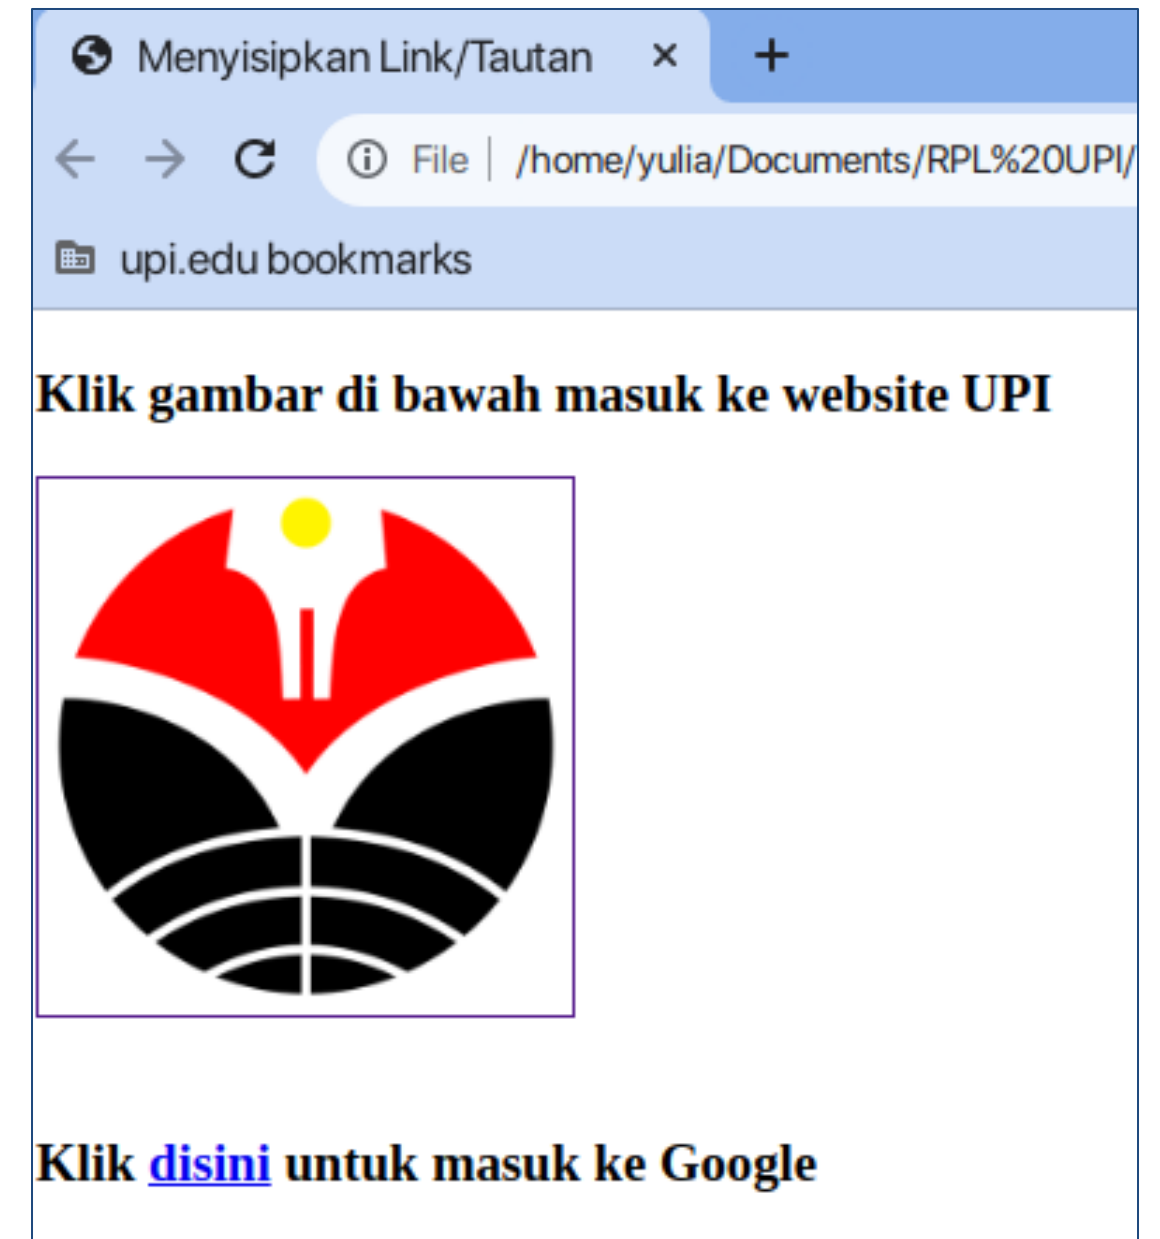 Menyisipkan Link/Tautan
File | /home/yulia/Documents/RPL%20UPI/
upi.edu bookmarks
Klik gambar di bawah masuk ke website UPI
Klik disini untuk masuk ke Google